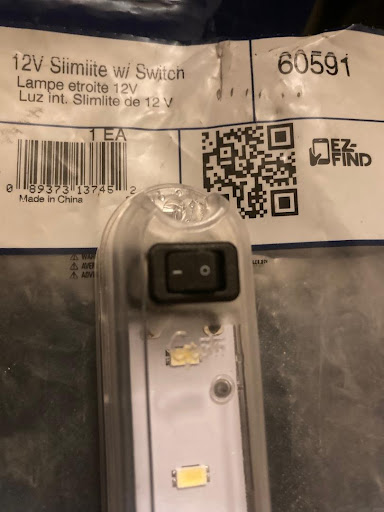 12V Slimlite w/ Switch
60591
Lampe etroite 12V
Luz int. Slimlite de 12 V
1 EA
EZ-
FIND
0 89373 13745 2
Made in China